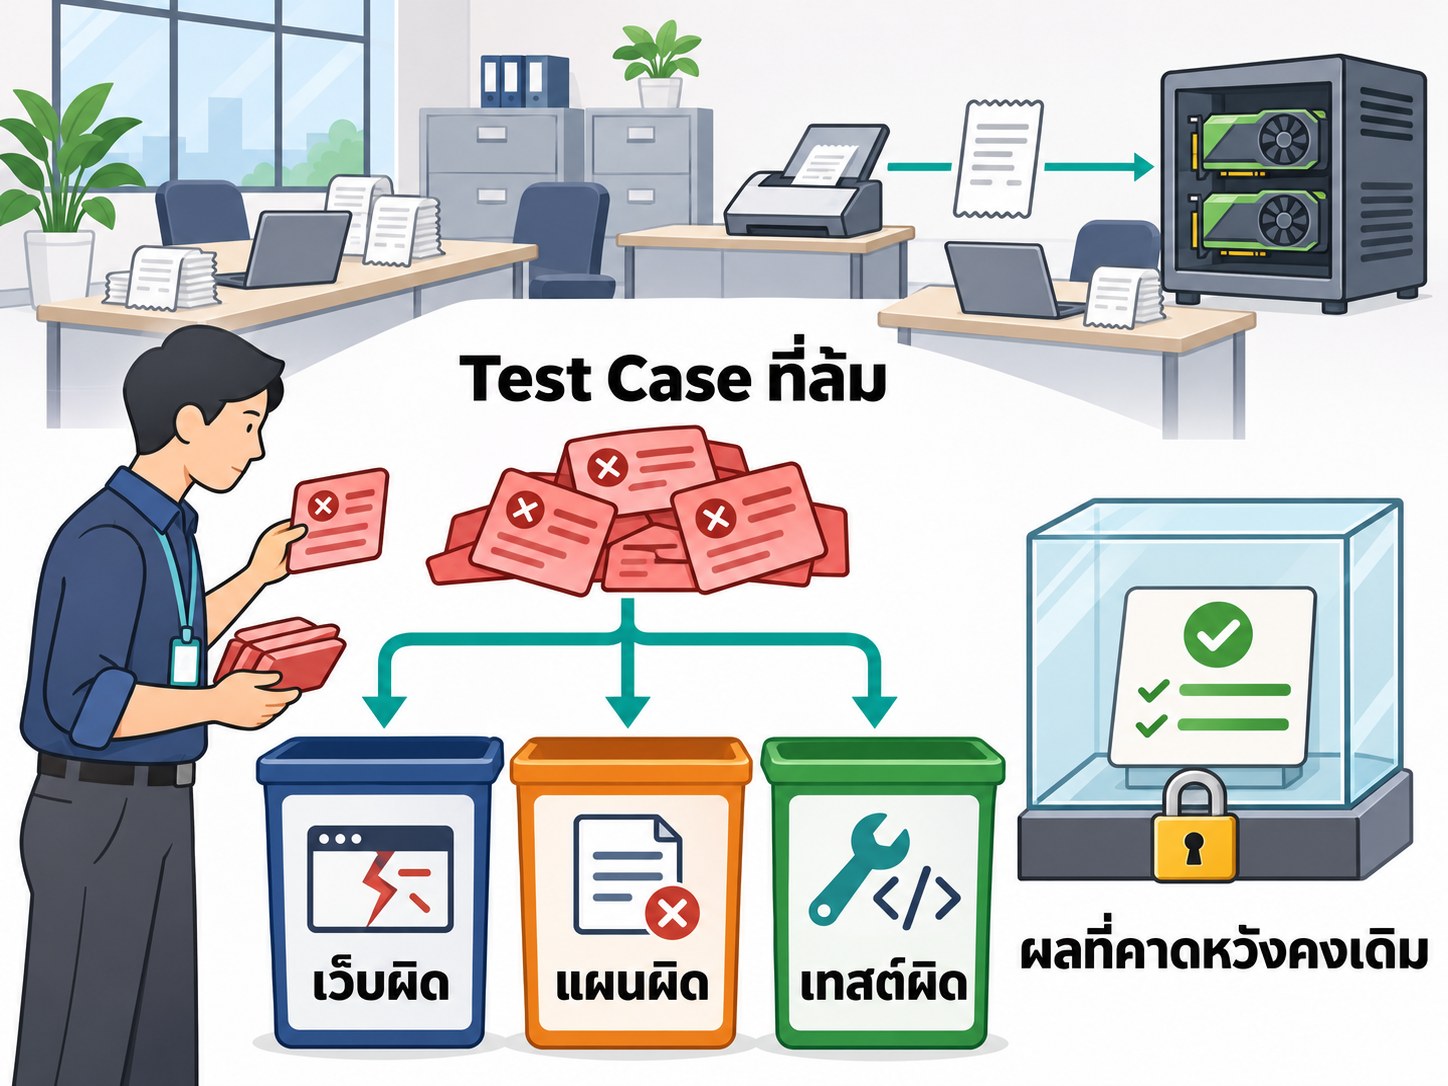 Test Case ที่ล้ม
เว็บผิด
แผนผิด
เทสต์ผิด
ผลที่คาดหวังคงเดิม